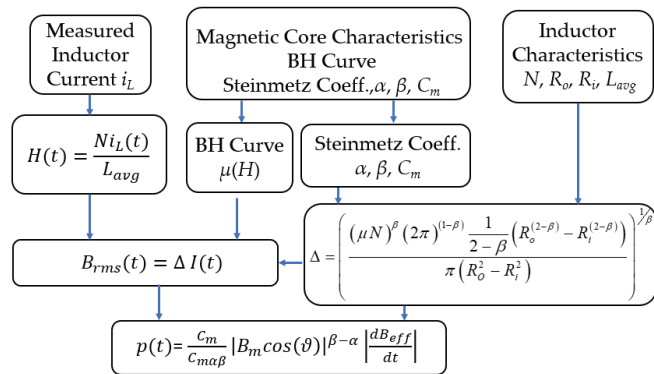 Measured
Inductor
Current i_L
Magnetic Core Characteristics
BH Curve
Steinmetz Coeff.,α, β, C_m
Inductor
Characteristics
N, R_o, R_i, L_avg
H(t) = Ni_L(t) / L_avg
BH Curve
μ(H)
Steinmetz Coeff.
α, β, C_m
B_rms(t) = Δ I(t)
Δ = ( ( (μN)^β (2π)^(1-β) 1/(2-β) (R_o^(2-β) - R_i^(2-β)) ) / ( π(R_O^2 - R_i^2) ) )^(1/β)
p(t)= C_m / C_mαβ |B_m cos(ϑ)|^(β-α) |dB_eff / dt|